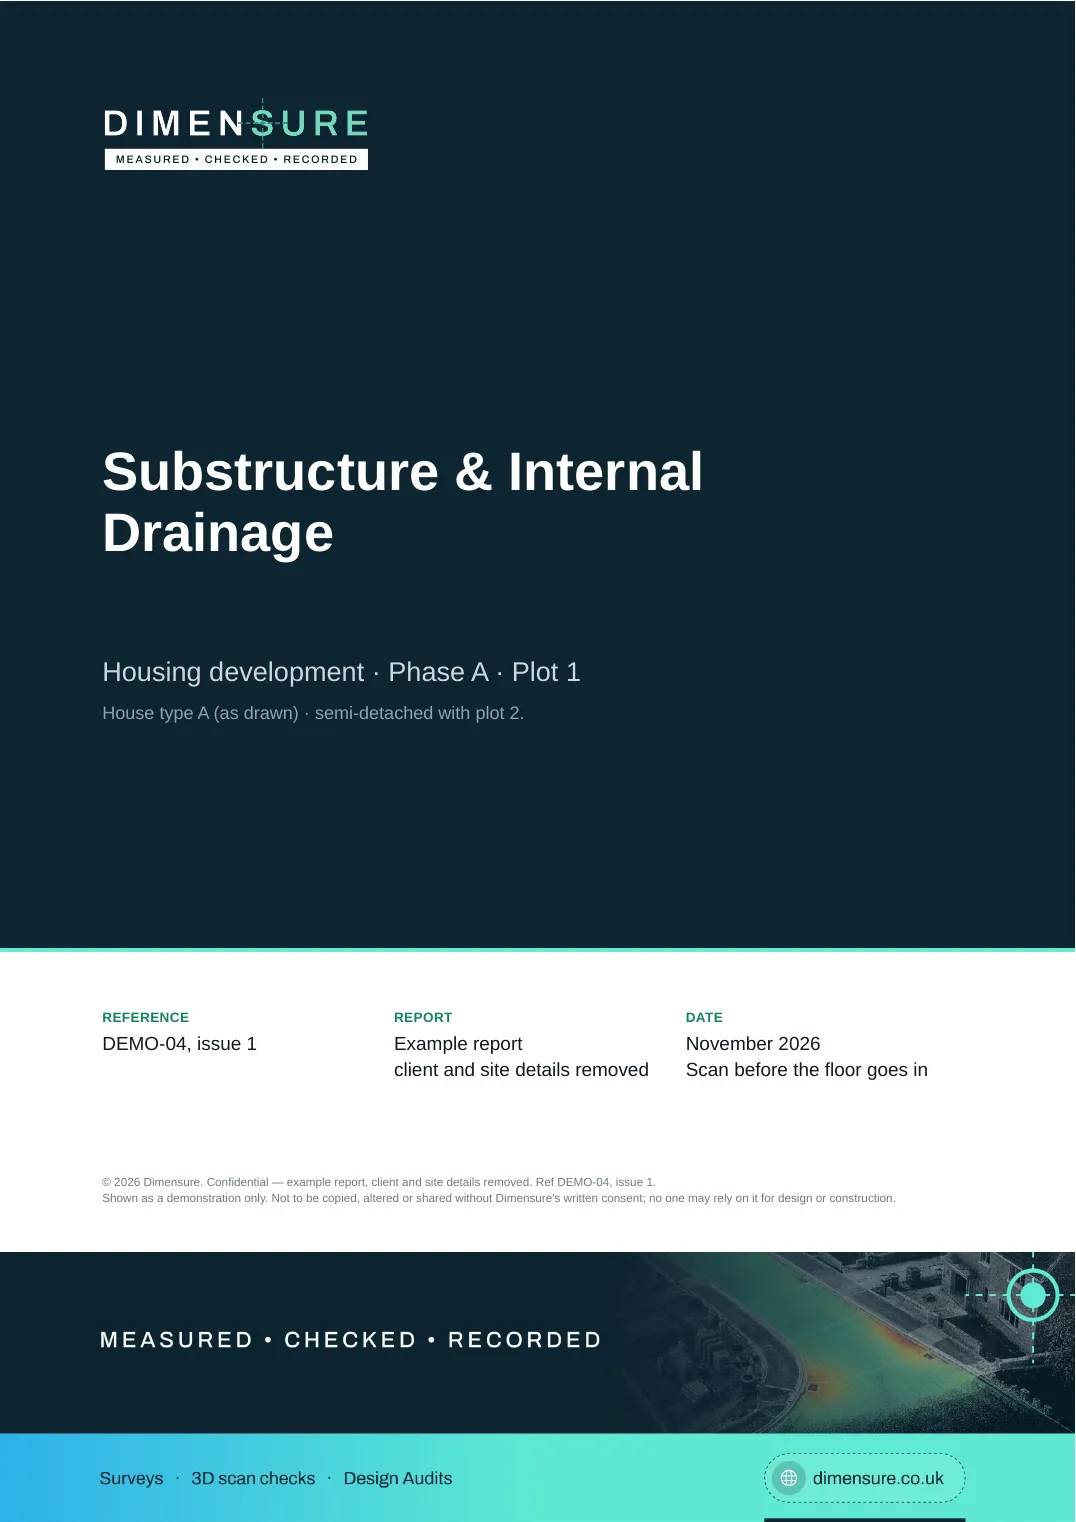 DIMENSURE
MEASURED • CHECKED • RECORDED
Substructure & Internal
Drainage
Housing development · Phase A · Plot 1
House type A (as drawn) · semi-detached with plot 2.
REFERENCE
DEMO-04, issue 1
REPORT
Example report
client and site details removed
DATE
November 2026
Scan before the floor goes in
© 2026 Dimensure. Confidential — example report, client and site details removed. Ref DEMO-04, issue 1.
Shown as a demonstration only. Not to be copied, altered or shared without Dimensure's written consent; no one may rely on it for design or construction.
MEASURED • CHECKED • RECORDED
Surveys · 3D scan checks · Design Audits
dimensure.co.uk